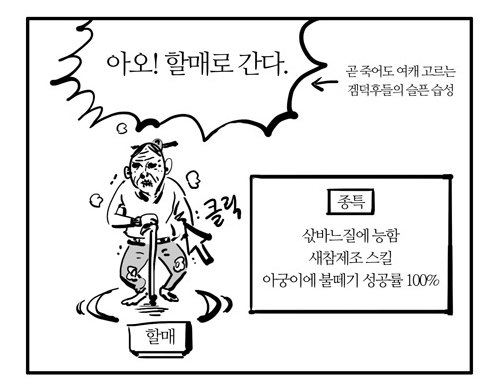 아오! 할매로 간다.
곧 죽어도 여캐 고르는
겜덕후들의 슬픈 습성
클릭
종특
삯바느질에 능함
새참제조 스킬
아궁이에 불떼기 성공률 100%
할매